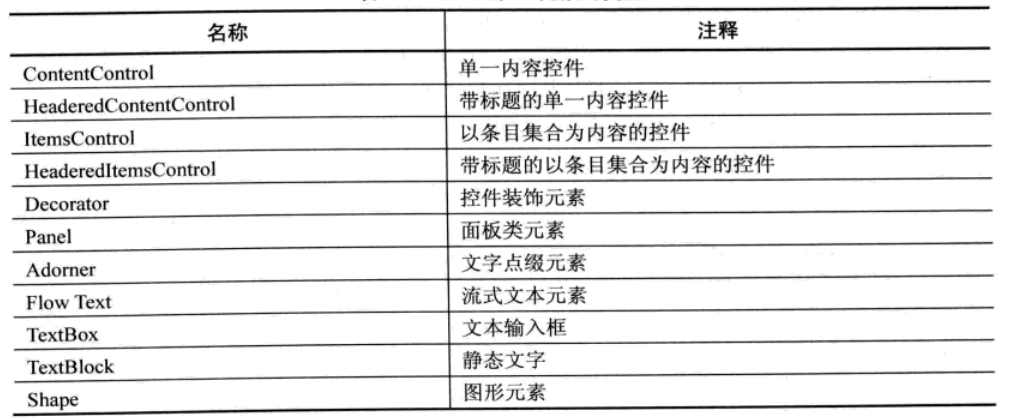 名称 注释
ContentControl 单一内容控件
HeaderedContentControl 带标题的单一内容控件
ItemsControl 以条目集合为内容的控件
HeaderedItemsControl 带标题的以条目集合为内容的控件
Decorator 控件装饰元素
Panel 面板类元素
Adorner 文字点缀元素
Flow Text 流式文本元素
TextBox 文本输入框
TextBlock 静态文字
Shape 图形元素